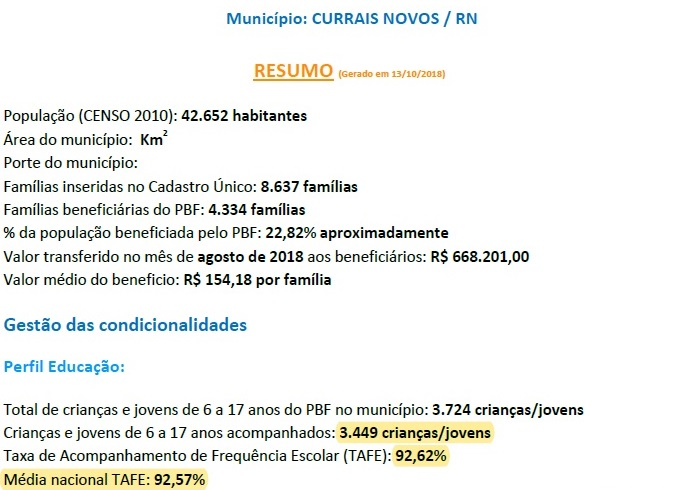 Município: CURRAIS NOVOS / RN
RESUMO (Gerado em 13/10/2018)
População (CENSO 2010): 42.652 habitantes
Área do município: Km²
Porte do município:
Famílias inseridas no Cadastro Único: 8.637 famílias
Famílias beneficiárias do PBF: 4.334 famílias
% da população beneficiada pelo PBF: 22,82% aproximadamente
Valor transferido no mês de agosto de 2018 aos beneficiários: R$ 668.201,00
Valor médio do beneficio: R$ 154,18 por família
Gestão das condicionalidades
Perfil Educação:
Total de crianças e jovens de 6 a 17 anos do PBF no município: 3.724 crianças/jovens
Crianças e jovens de 6 a 17 anos acompanhados: 3.449 crianças/jovens
Taxa de Acompanhamento de Frequência Escolar (TAFE): 92,62%
Média nacional TAFE: 92,57%